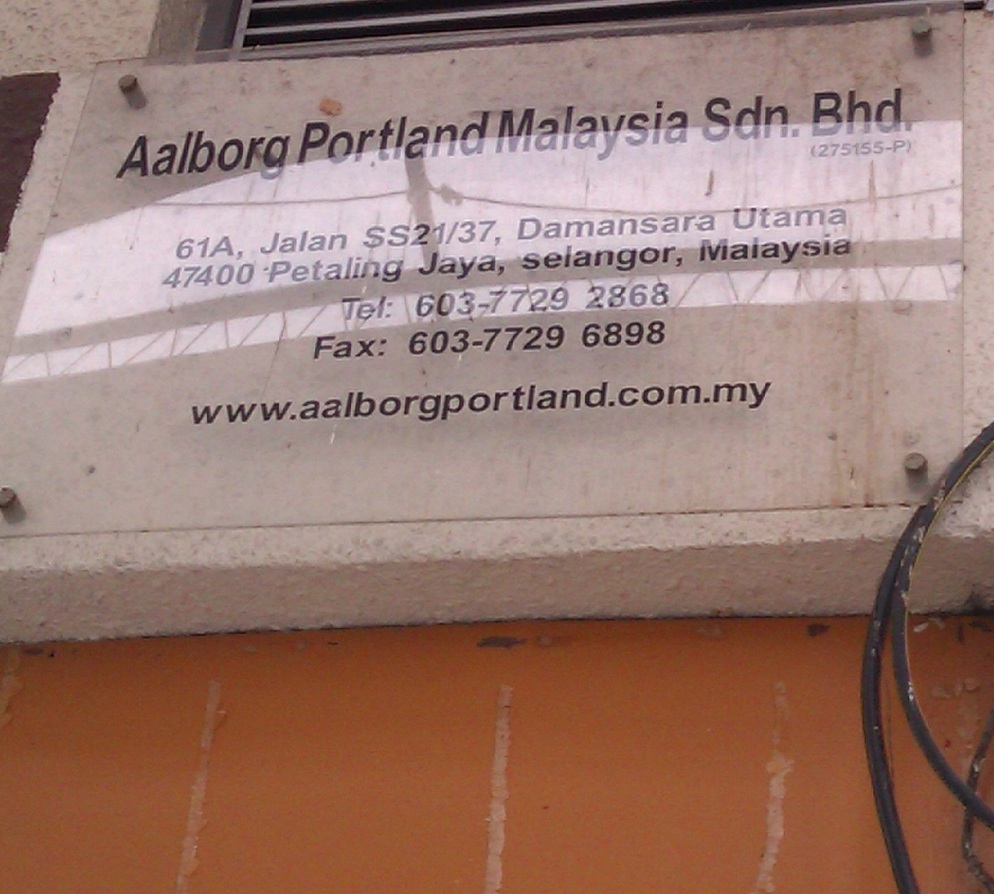 Aalborg Portland Malaysia Sdn. Bhd.
(275155-P)
61A, Jalan SS21/37, Damansara Utama
47400 Petaling Jaya, selangor, Malaysia
Tel: 603-7729 2868
Fax: 603-7729 6898
www.aalborgportland.com.my